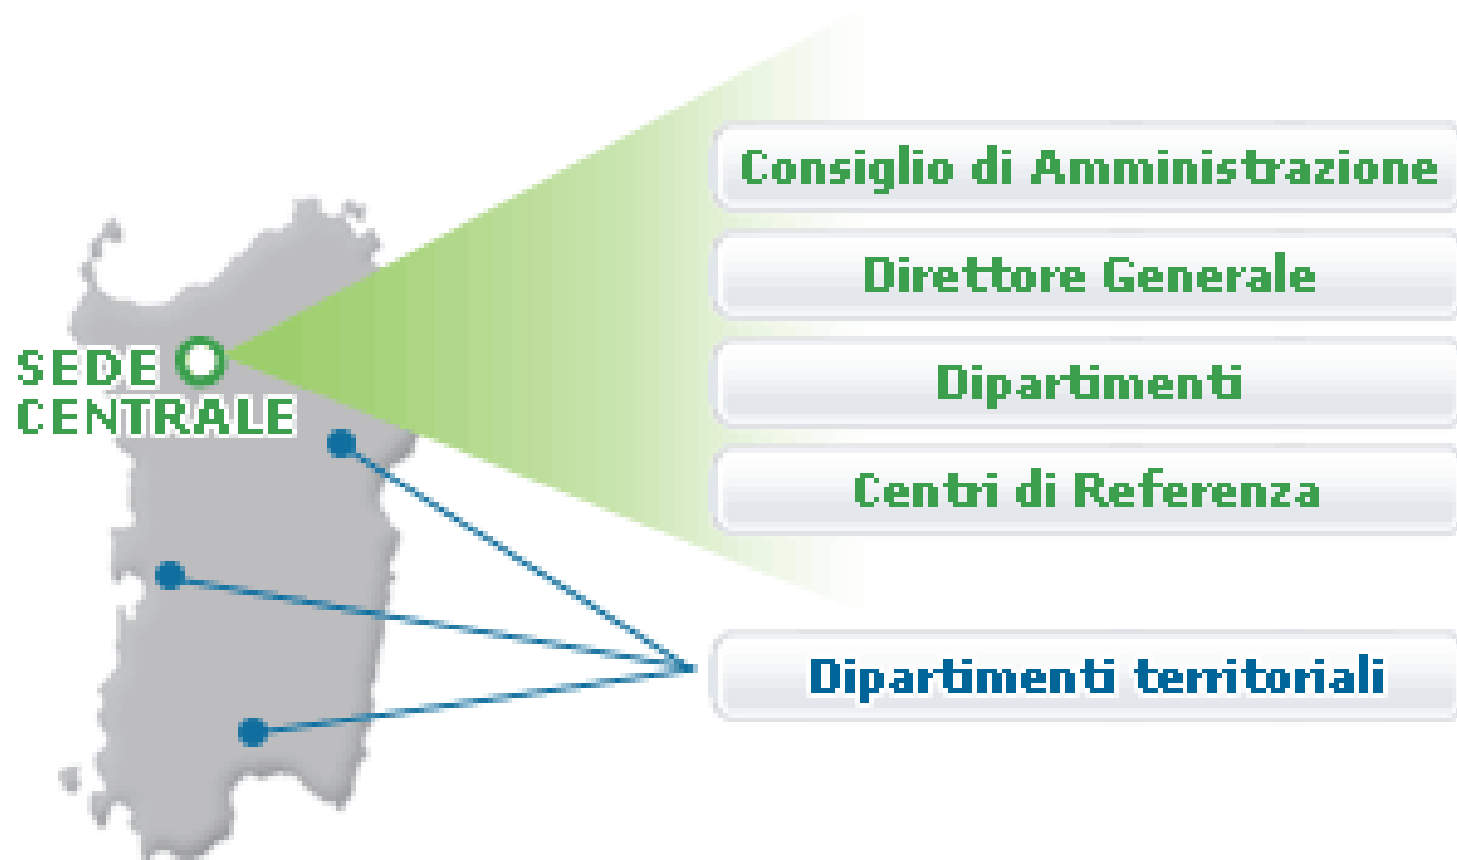 Consiglio di Amministrazione
Direttore Generale
SEDE
CENTRALE
Dipartimenti
Centri di Referenza
Dipartimenti territoriali